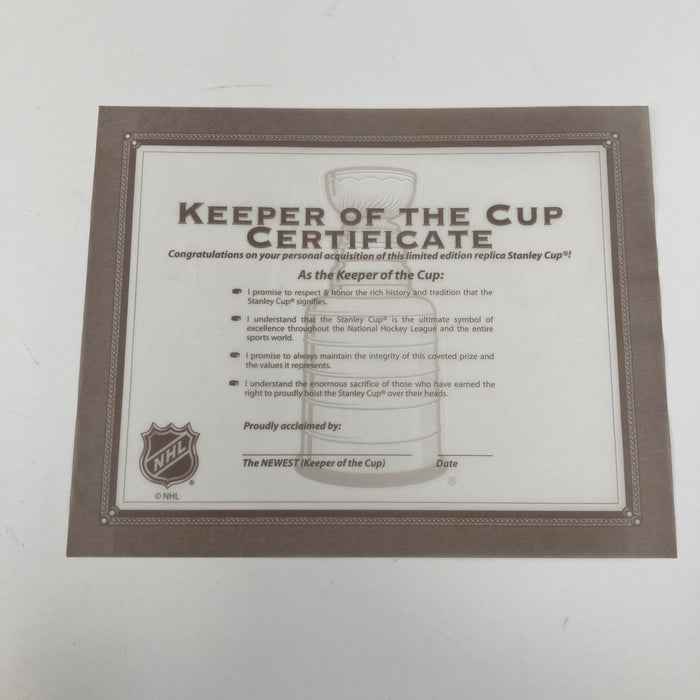 KEEPER OF THE CUP
CERTIFICATE
Congratulations on your personal acquisition of this limited edition replica Stanley Cup®!
As the Keeper of the Cup:
I promise to respect & honor the rich history and tradition that the
Stanley Cup® signifies.
I understand that the Stanley Cup® is the ultimate symbol of
excellence throughout the National Hockey League and the entire
sports world.
I promise to always maintain the integrity of this coveted prize and
the values it represents.
I understand the enormous sacrifice of those who have earned the
right to proudly hoist the Stanley Cup® over their heads.
Proudly acclaimed by:
The NEWEST (Keeper of the Cup) Date
®
NHL
®
© NHL